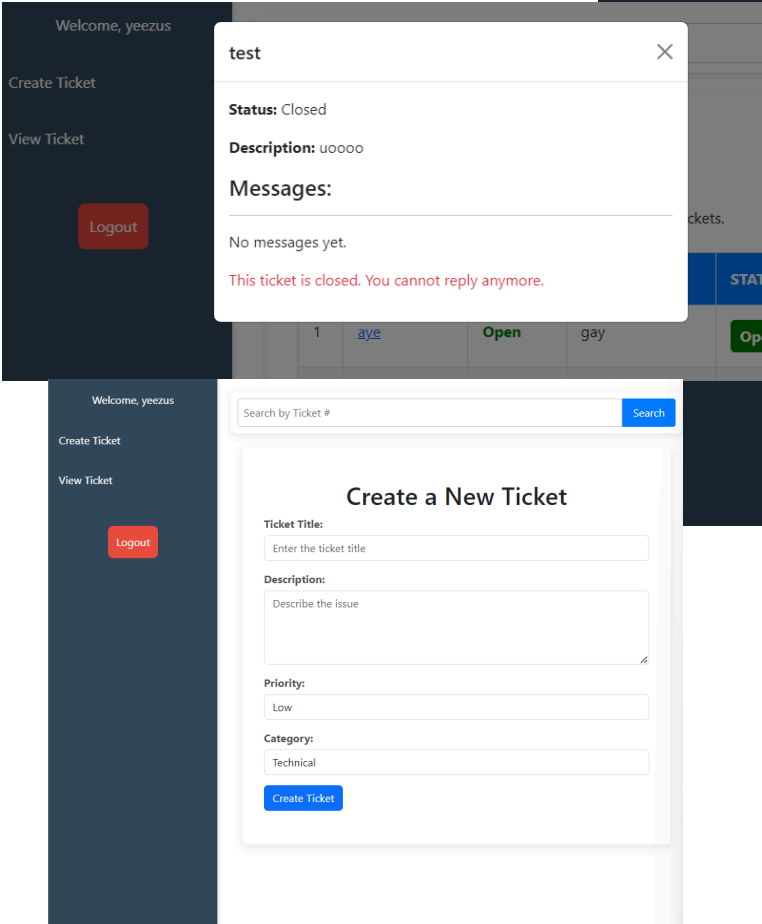 Welcome, yeezus
Create Ticket
View Ticket
Logout
test
Status: Closed
Description: uoooo
Messages:
No messages yet.
This ticket is closed. You cannot reply anymore.
ckets.
STAT
1 aye Open gay Op
Welcome, yeezus
Create Ticket
View Ticket
Logout
Search by Ticket # Search
Create a New Ticket
Ticket Title:
Enter the ticket title
Description:
Describe the issue
Priority:
Low
Category:
Technical
Create Ticket